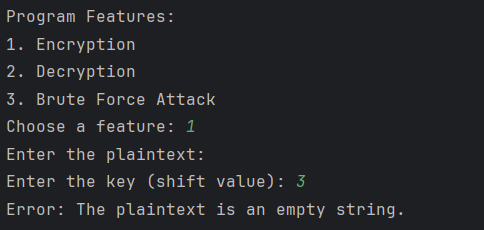 Program Features:
1. Encryption
2. Decryption
3. Brute Force Attack
Choose a feature: 1
Enter the plaintext:
Enter the key (shift value): 3
Error: The plaintext is an empty string.